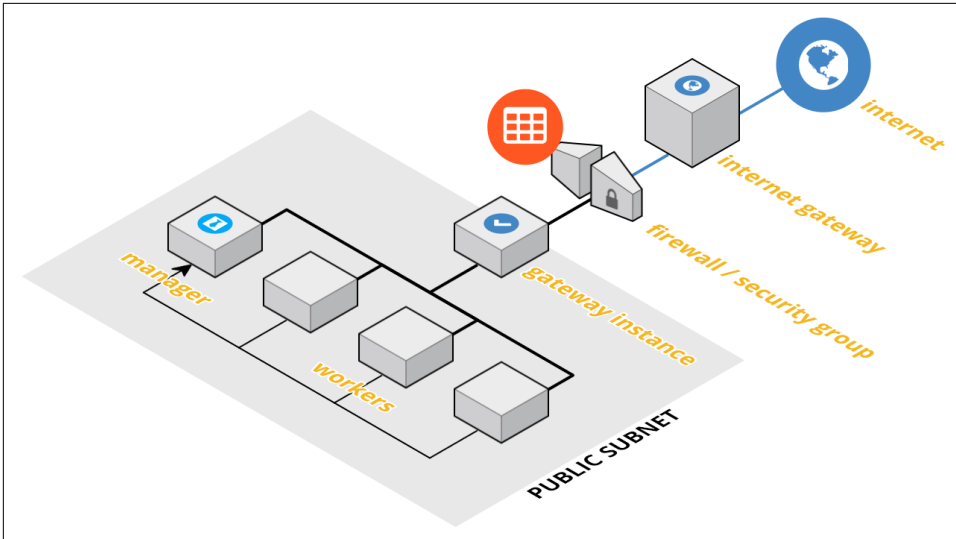 internet
internet gateway
firewall / security group
gateway instance
manager
workers
PUBLIC SUBNET